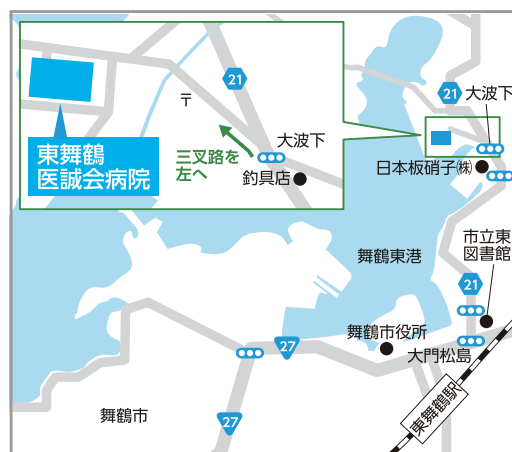 21
〒
大波下
三叉路を
左へ
釣具店
東舞鶴
医誠会病院
21
大波下
日本板硝子㈱
舞鶴東港
市立東
図書館
21
舞鶴市役所
27
大門松島
東舞鶴駅
舞鶴市
27